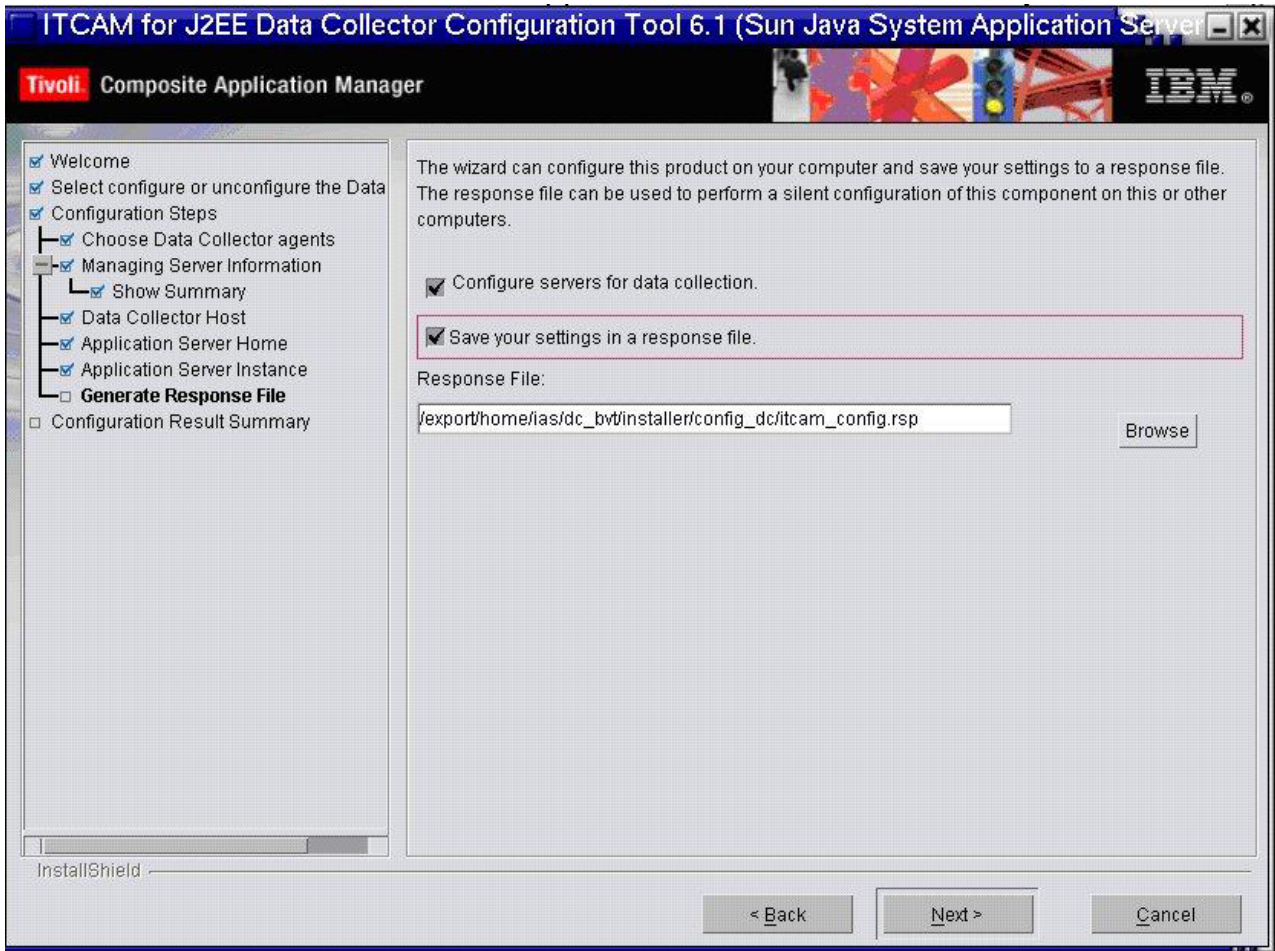 ITCAM for J2EE Data Collector Configuration Tool 6.1 (Sun Java System Application Server
Tivoli. Composite Application Manager
IBM®
Welcome
Select configure or unconfigure the Data
Configuration Steps
Choose Data Collector agents
Managing Server Information
Show Summary
Data Collector Host
Application Server Home
Application Server Instance
Generate Response File
Configuration Result Summary
The wizard can configure this product on your computer and save your settings to a response file.
The response file can be used to perform a silent configuration of this component on this or other
computers.
Configure servers for data collection.
Save your settings in a response file.
Response File:
/export/home/ias/dc_bvt/installer/config_dc/itcam_config.rsp
Browse
InstallShield
< Back
Next >
Cancel